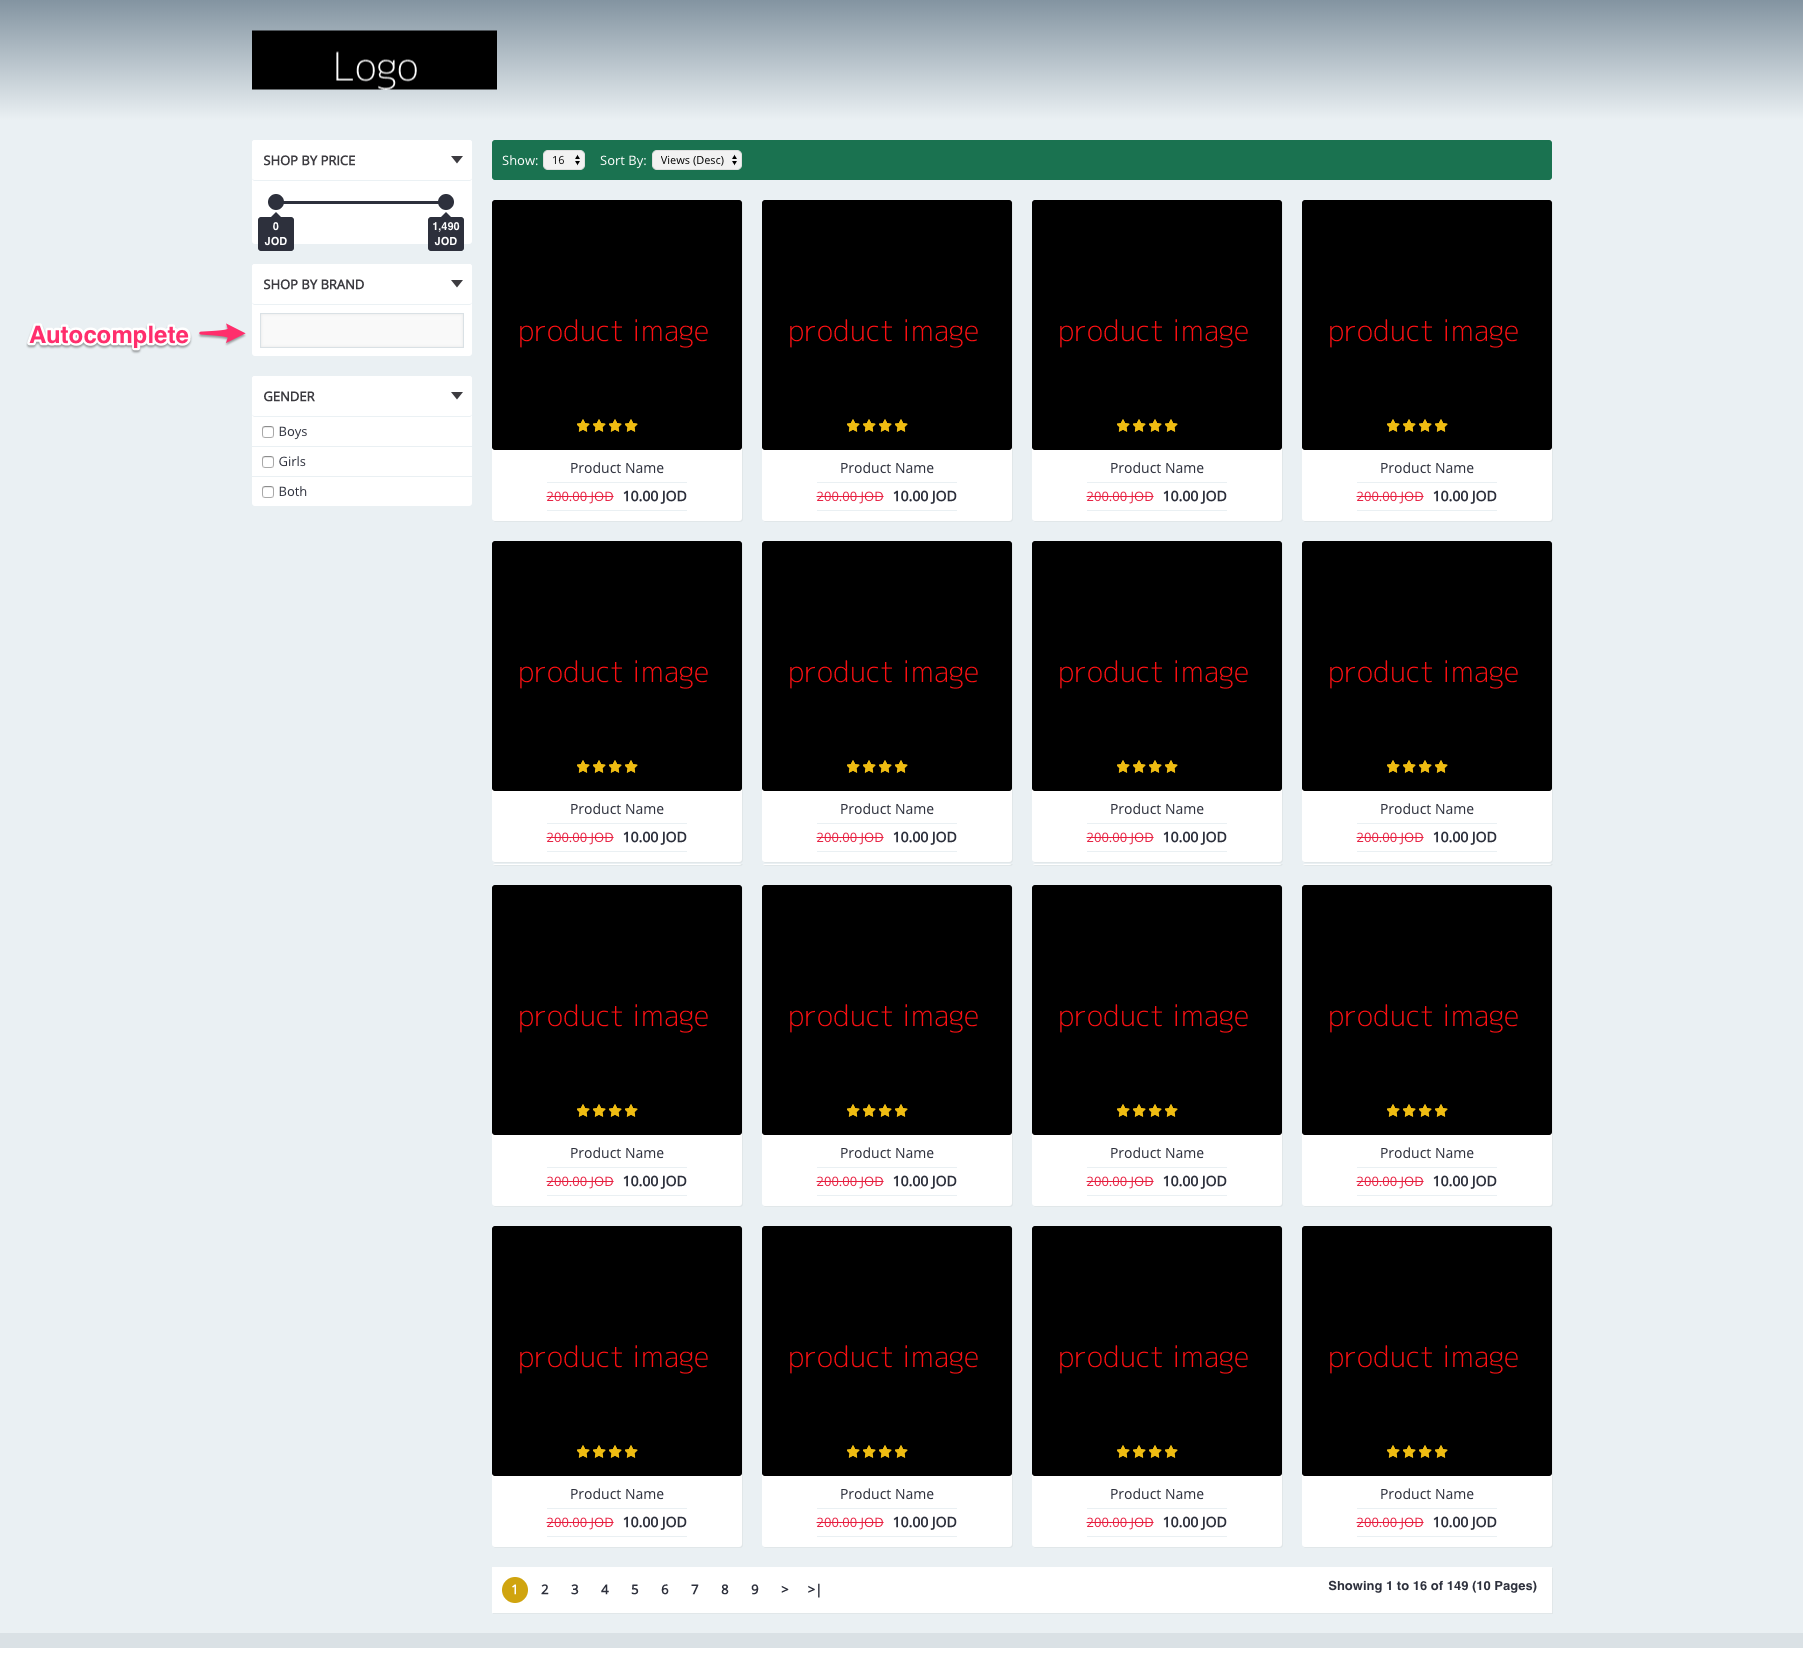 Logo
SHOP BY PRICE
0
JOD
1,490
JOD
SHOP BY BRAND
Autocomplete
GENDER
Boys
Girls
Both
Show: 16 Sort By: Views (Desc)
product image product image product image product image
Product Name Product Name Product Name Product Name
200.00 JOD 10.00 JOD 200.00 JOD 10.00 JOD 200.00 JOD 10.00 JOD 200.00 JOD 10.00 JOD
product image product image product image product image
Product Name Product Name Product Name Product Name
200.00 JOD 10.00 JOD 200.00 JOD 10.00 JOD 200.00 JOD 10.00 JOD 200.00 JOD 10.00 JOD
product image product image product image product image
Product Name Product Name Product Name Product Name
200.00 JOD 10.00 JOD 200.00 JOD 10.00 JOD 200.00 JOD 10.00 JOD 200.00 JOD 10.00 JOD
product image product image product image product image
Product Name Product Name Product Name Product Name
200.00 JOD 10.00 JOD 200.00 JOD 10.00 JOD 200.00 JOD 10.00 JOD 200.00 JOD 10.00 JOD
1 2 3 4 5 6 7 8 9 > >| Showing 1 to 16 of 149 (10 Pages)